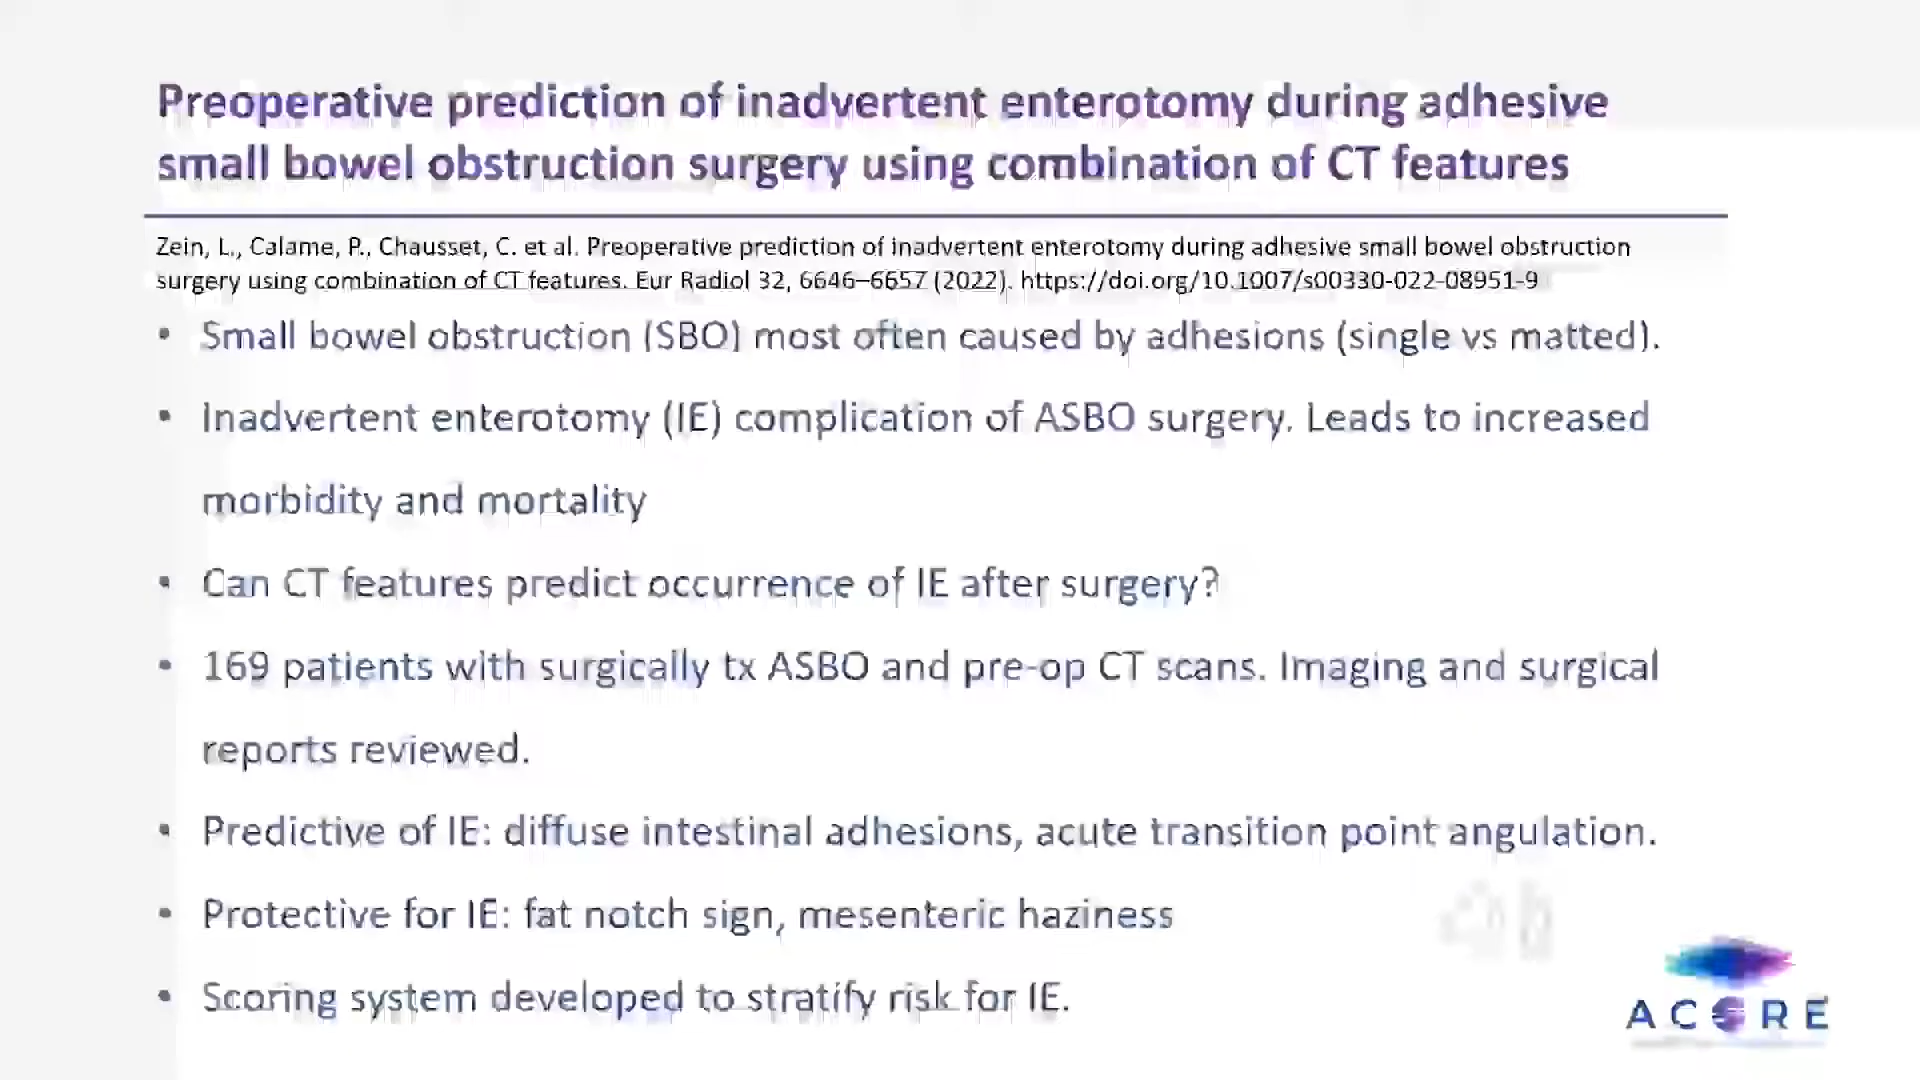 Preoperative prediction of inadvertent enterotomy during adhesive
small bowel obstruction surgery using combination of CT features
Zein, L., Calame, P., Chausset, C. et al. Preoperative prediction of inadvertent enterotomy during adhesive small bowel obstruction
surgery using combination of CT features. Eur Radiol 32, 6646–6657 (2022). https://doi.org/10.1007/s00330-022-08951-9
• Small bowel obstruction (SBO) most often caused by adhesions (single vs matted).
• Inadvertent enterotomy (IE) complication of ASBO surgery. Leads to increased
morbidity and mortality
• Can CT features predict occurrence of IE after surgery?
• 169 patients with surgically tx ASBO and pre-op CT scans. Imaging and surgical
reports reviewed.
• Predictive of IE: diffuse intestinal adhesions, acute transition point angulation.
• Protective for IE: fat notch sign, mesenteric haziness
• Scoring system developed to stratify risk for IE.
ACORE